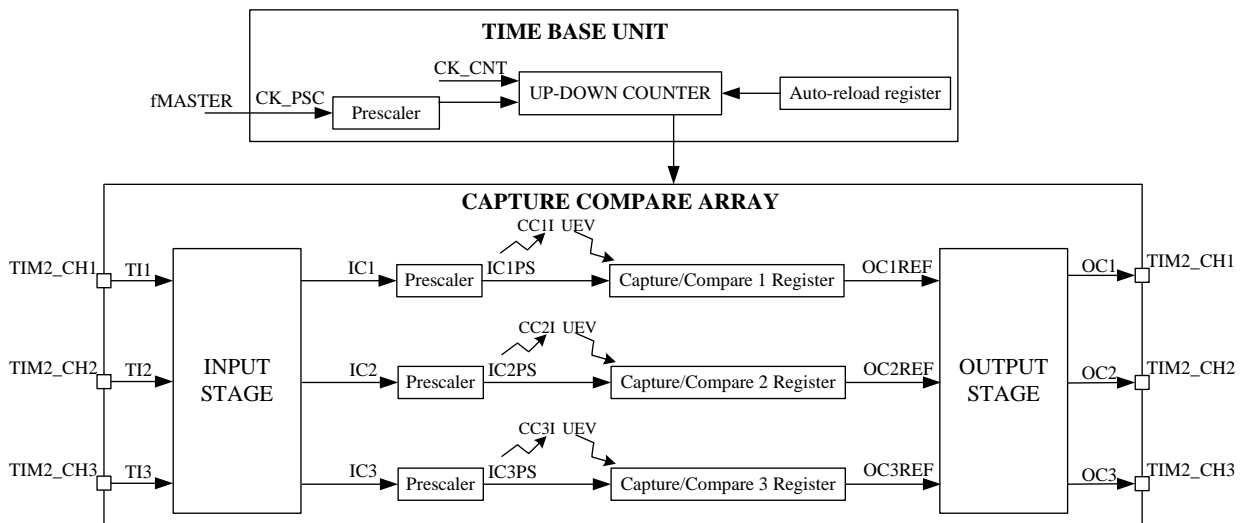 TIME BASE UNIT
CK_CNT
fMASTER
CK_PSC
Prescaler
UP-DOWN COUNTER
Auto-reload register
CAPTURE COMPARE ARRAY
CC1I UEV
TIM2_CH1
TI1
IC1
Prescaler
IC1PS
Capture/Compare 1 Register
OC1REF
OC1
TIM2_CH1
INPUT
STAGE
OUTPUT
STAGE
CC2I UEV
TIM2_CH2
TI2
IC2
Prescaler
IC2PS
Capture/Compare 2 Register
OC2REF
OC2
TIM2_CH2
CC3I UEV
TIM2_CH3
TI3
IC3
Prescaler
IC3PS
Capture/Compare 3 Register
OC3REF
OC3
TIM2_CH3